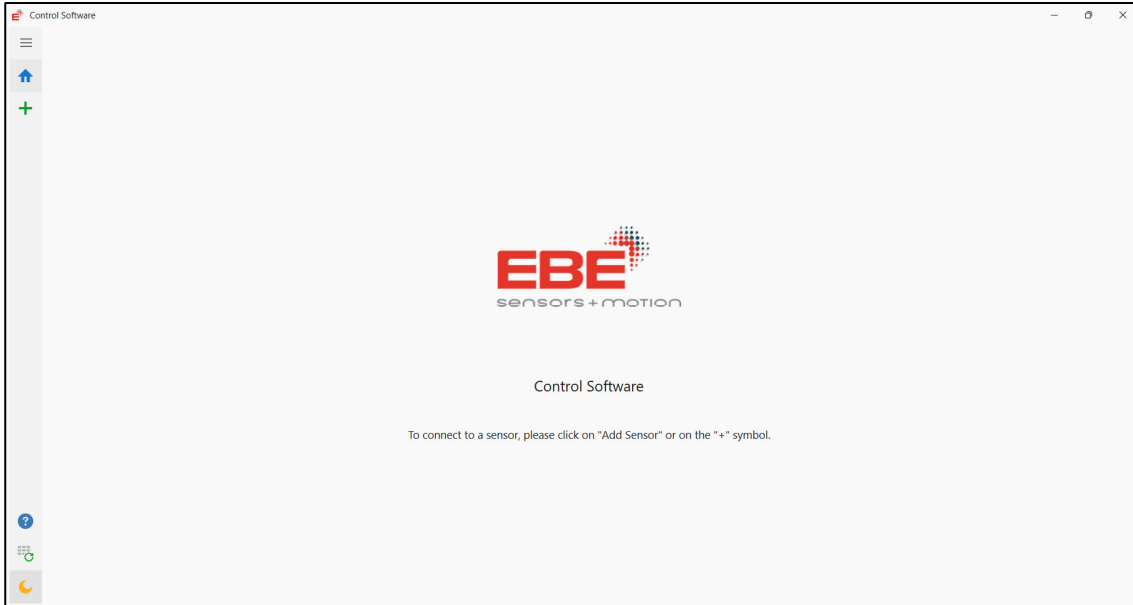 Control Software
EBE
sensors+motion
Control Software
To connect to a sensor, please click on "Add Sensor" or on the "+" symbol.